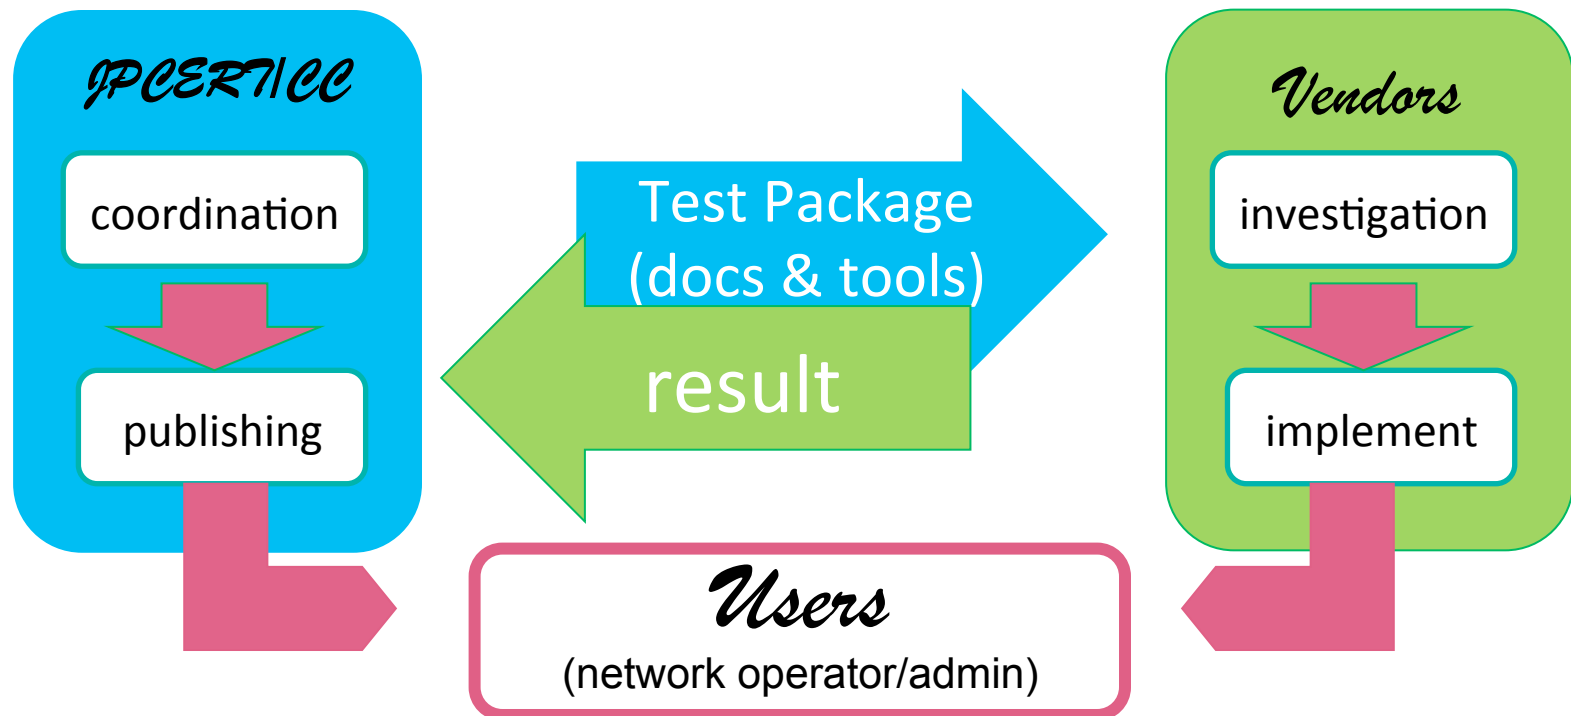 JPCERT/CC
coordination
publishing
Test Package
(docs & tools)
result
Vendors
investigation
implement
Users
(network operator/admin)